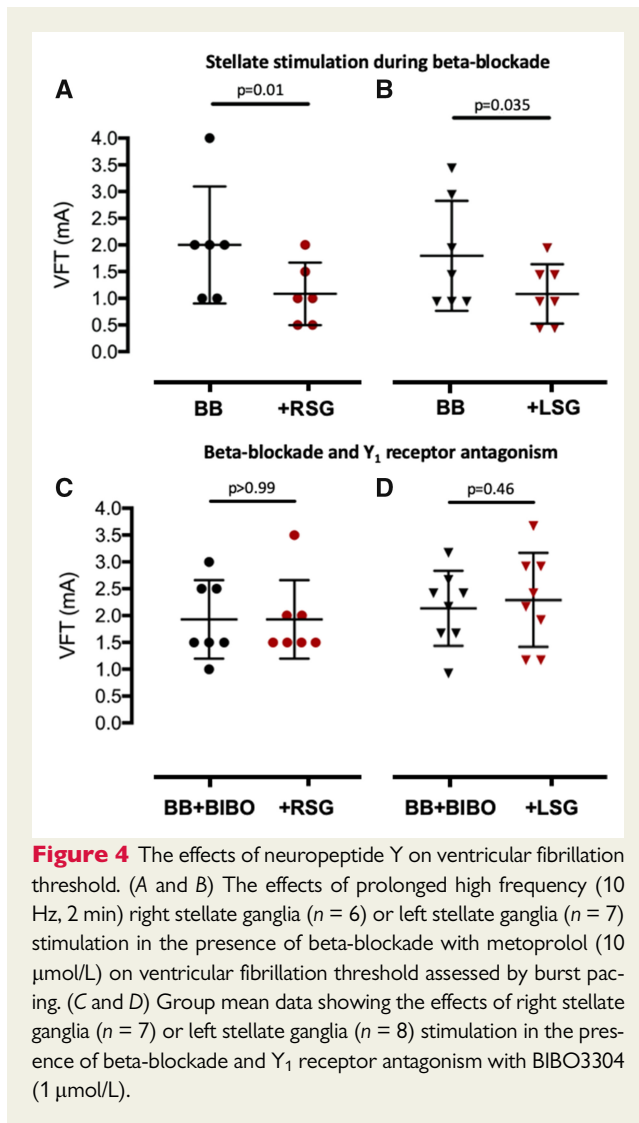 Stellate stimulation during beta-blockade
A
B
p=0.01
p=0.035
VFT (mA)
4.0
3.5
3.0
2.5
2.0
1.5
1.0
0.5
0.0
BB
+RSG
BB
+LSG
Beta-blockade and Y₁ receptor antagonism
C
D
p>0.99
p=0.46
VFT (mA)
4.0
3.5
3.0
2.5
2.0
1.5
1.0
0.5
0.0
BB+BIBO
+RSG
BB+BIBO
+LSG
Figure 4 The effects of neuropeptide Y on ventricular fibrillation
threshold. (A and B) The effects of prolonged high frequency (10
Hz, 2 min) right stellate ganglia (n = 6) or left stellate ganglia (n = 7)
stimulation in the presence of beta-blockade with metoprolol (10
μmol/L) on ventricular fibrillation threshold assessed by burst pac-
ing. (C and D) Group mean data showing the effects of right stellate
ganglia (n = 7) or left stellate ganglia (n = 8) stimulation in the pres-
ence of beta-blockade and Y₁ receptor antagonism with BIBO3304
(1 μmol/L).